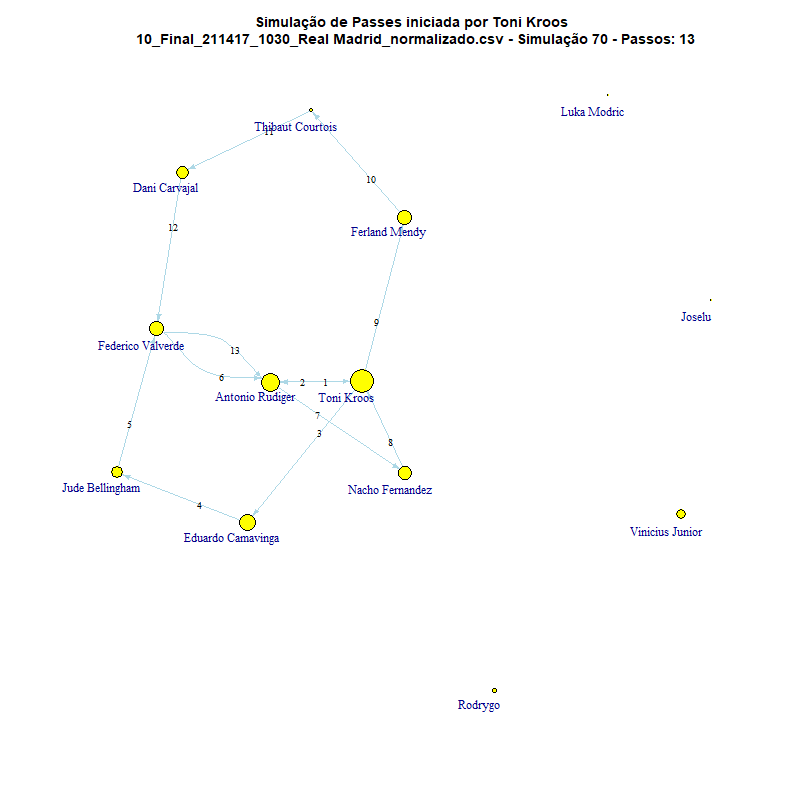 Simulação de Passes iniciada por Toni Kroos
10_Final_211417_1030_Real Madrid_normalizado.csv - Simulação 70 - Passos: 13
Luka Modric
Thibaut Courtois
11
10
Dani Carvajal
12
Ferland Mendy
Joselu
9
Federico Valverde
13
6
2
1
Antonio Rudiger
Toni Kroos
7
5
3
8
Jude Bellingham
Nacho Fernandez
4
Eduardo Camavinga
Vinicius Junior
Rodrygo